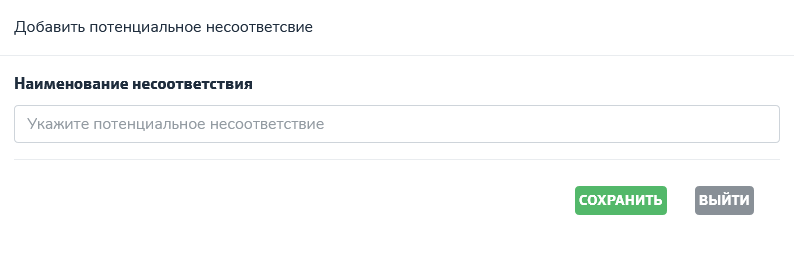 Добавить потенциальное несоответсвие
Наименование несоответствия
Укажите потенциальное несоответствие
СОХРАНИТЬ ВЫЙТИ